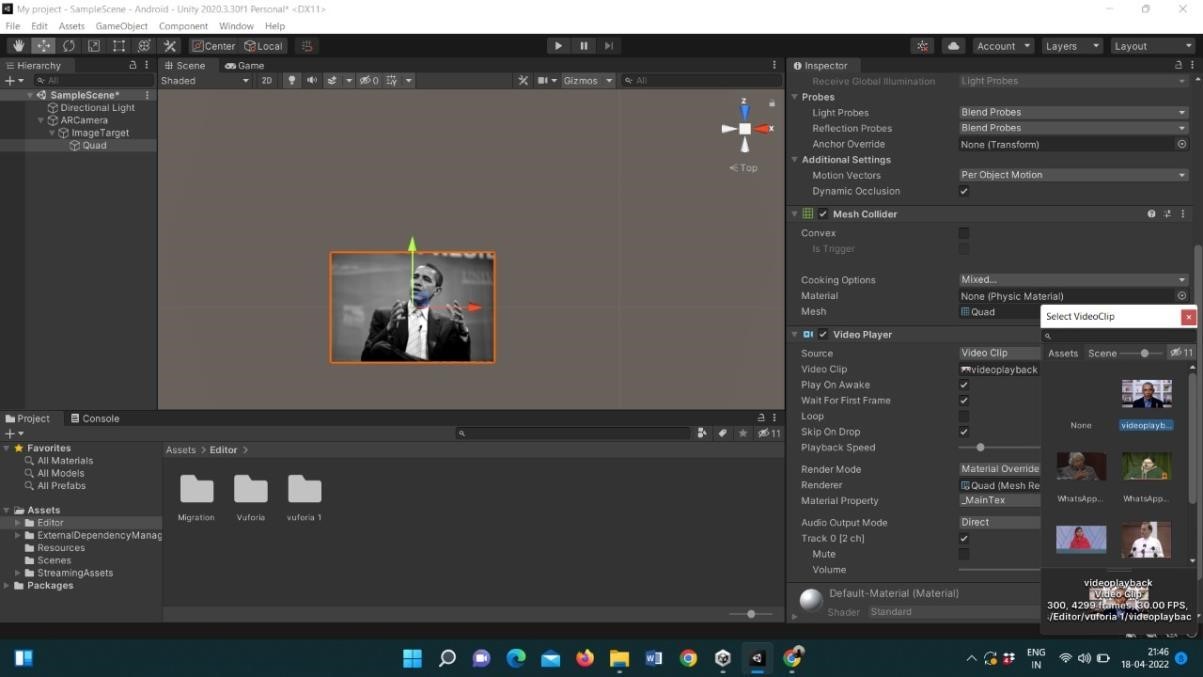 My project - SampleScene - Android - Unity 2020.3.30f1 Personal* <DX11>
File Edit Assets GameObject Component Window Help
Center Local Account Layers Layout
Hierarchy
All
SampleScene*
Directional Light
ARCamera
ImageTarget
Quad
Scene Game
Shaded 2D 0 Gizmos All
z
x
Top
Inspector
Receive Global Illumination Light Probes
Probes
Light Probes Blend Probes
Reflection Probes Blend Probes
Anchor Override None (Transform)
Additional Settings
Motion Vectors Per Object Motion
Dynamic Occlusion
Mesh Collider
Convex
Is Trigger
Cooking Options Mixed...
Material None (Physic Material)
Mesh Quad
Video Player
Source Video Clip
Video Clip videoplayback
Play On Awake
Wait For First Frame
Loop
Skip On Drop
Playback Speed
Render Mode Material Override
Renderer Quad (Mesh Re
Material Property _MainTex
Audio Output Mode Direct
Track 0 [2 ch]
Mute
Volume
Default-Material (Material)
Shader Standard
Select VideoClip
Assets Scene 11
None videoplayb...
WhatsApp... WhatsApp...
videoplayback
Video Clip
300, 4299 frames, 30.00 FPS,
/Editor/vuforia 1/videoplaybac
Project Console
11
Favorites
All Materials
All Models
All Prefabs
Assets
Editor
ExternalDependencyManag
Resources
Scenes
StreamingAssets
Packages
Assets > Editor >
Migration Vuforia vuforia 1
ENG
IN
21:46
18-04-2022